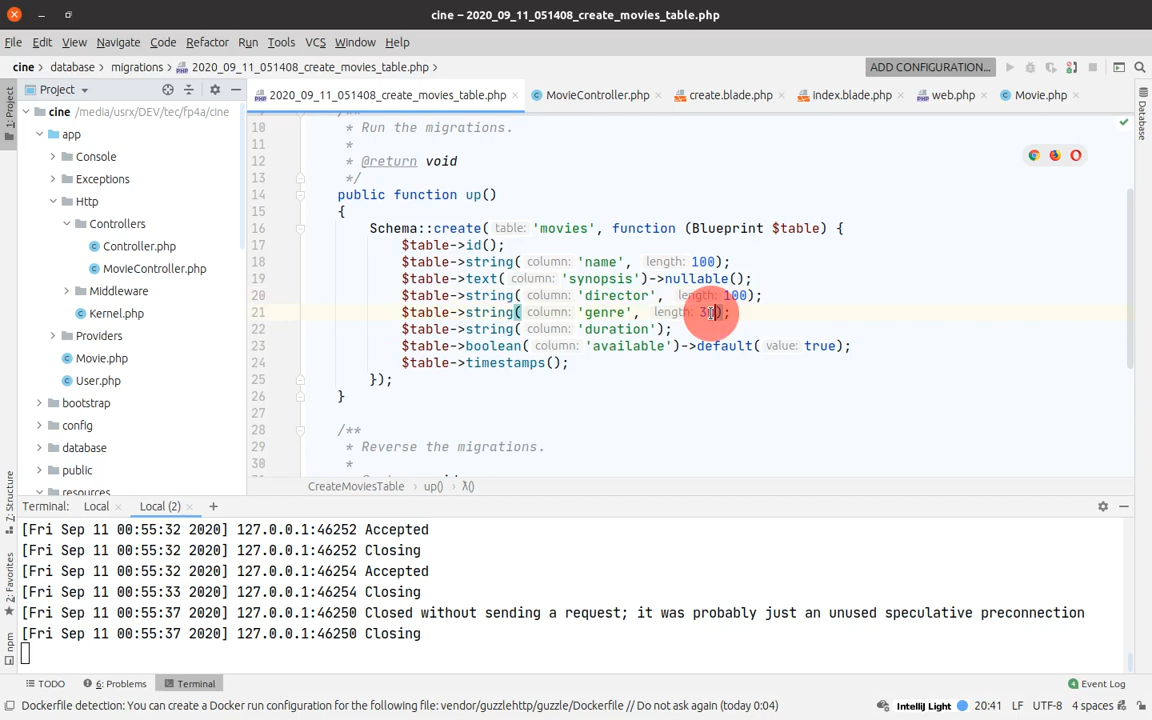 cine – 2020_09_11_051408_create_movies_table.php
File Edit View Navigate Code Refactor Run Tools VCS Window Help
cine database migrations 2020_09_11_051408_create_movies_table.php ADD CONFIGURATION...
Project 2020_09_11_051408_create_movies_table.php MovieController.php create.blade.php index.blade.php web.php Movie.php
1: Project
Database
Z: Structure
2: Favorites
npm
cine /media/usrx/DEV/tec/fp4a/cine
app
Console
Exceptions
Http
Controllers
Controller.php
MovieController.php
Middleware
Kernel.php
Providers
Movie.php
User.php
bootstrap
config
database
public
resources
10 * Run the migrations.
11 *
12 * @return void
13 */
14 public function up()
15 {
16 Schema::create( table: 'movies', function (Blueprint $table) {
17 $table->id();
18 $table->string( column: 'name', length: 100);
19 $table->text( column: 'synopsis')->nullable();
20 $table->string( column: 'director', length: 100);
21 $table->string( column: 'genre', length: 30);
22 $table->string( column: 'duration');
23 $table->boolean( column: 'available')->default( value: true);
24 $table->timestamps();
25 });
26 }
27
28 /**
29 * Reverse the migrations.
30 *
CreateMoviesTable up() λ()
Terminal: Local Local (2) +
[Fri Sep 11 00:55:32 2020] 127.0.0.1:46252 Accepted
[Fri Sep 11 00:55:32 2020] 127.0.0.1:46252 Closing
[Fri Sep 11 00:55:32 2020] 127.0.0.1:46254 Accepted
[Fri Sep 11 00:55:33 2020] 127.0.0.1:46254 Closing
[Fri Sep 11 00:55:37 2020] 127.0.0.1:46250 Closed without sending a request; it was probably just an unused speculative preconnection
[Fri Sep 11 00:55:37 2020] 127.0.0.1:46250 Closing
TODO 6: Problems Terminal 4 Event Log
Dockerfile detection: You can create a Docker run configuration for the following file: vendor/guzzlehttp/guzzle/Dockerfile // Do not ask again (today 0:04) IntelliJ Light 20:41 LF UTF-8 4 spaces